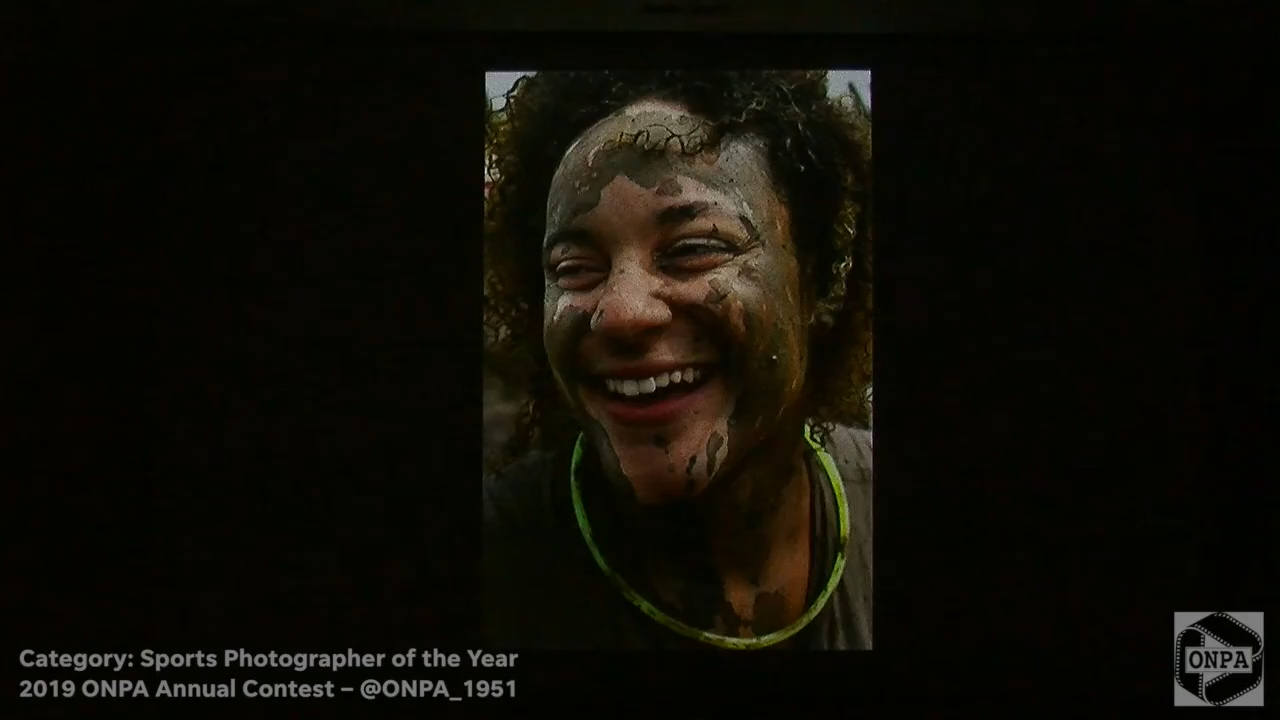 Category: Sports Photographer of the Year
2019 ONPA Annual Contest – @ONPA_1951
ONPA